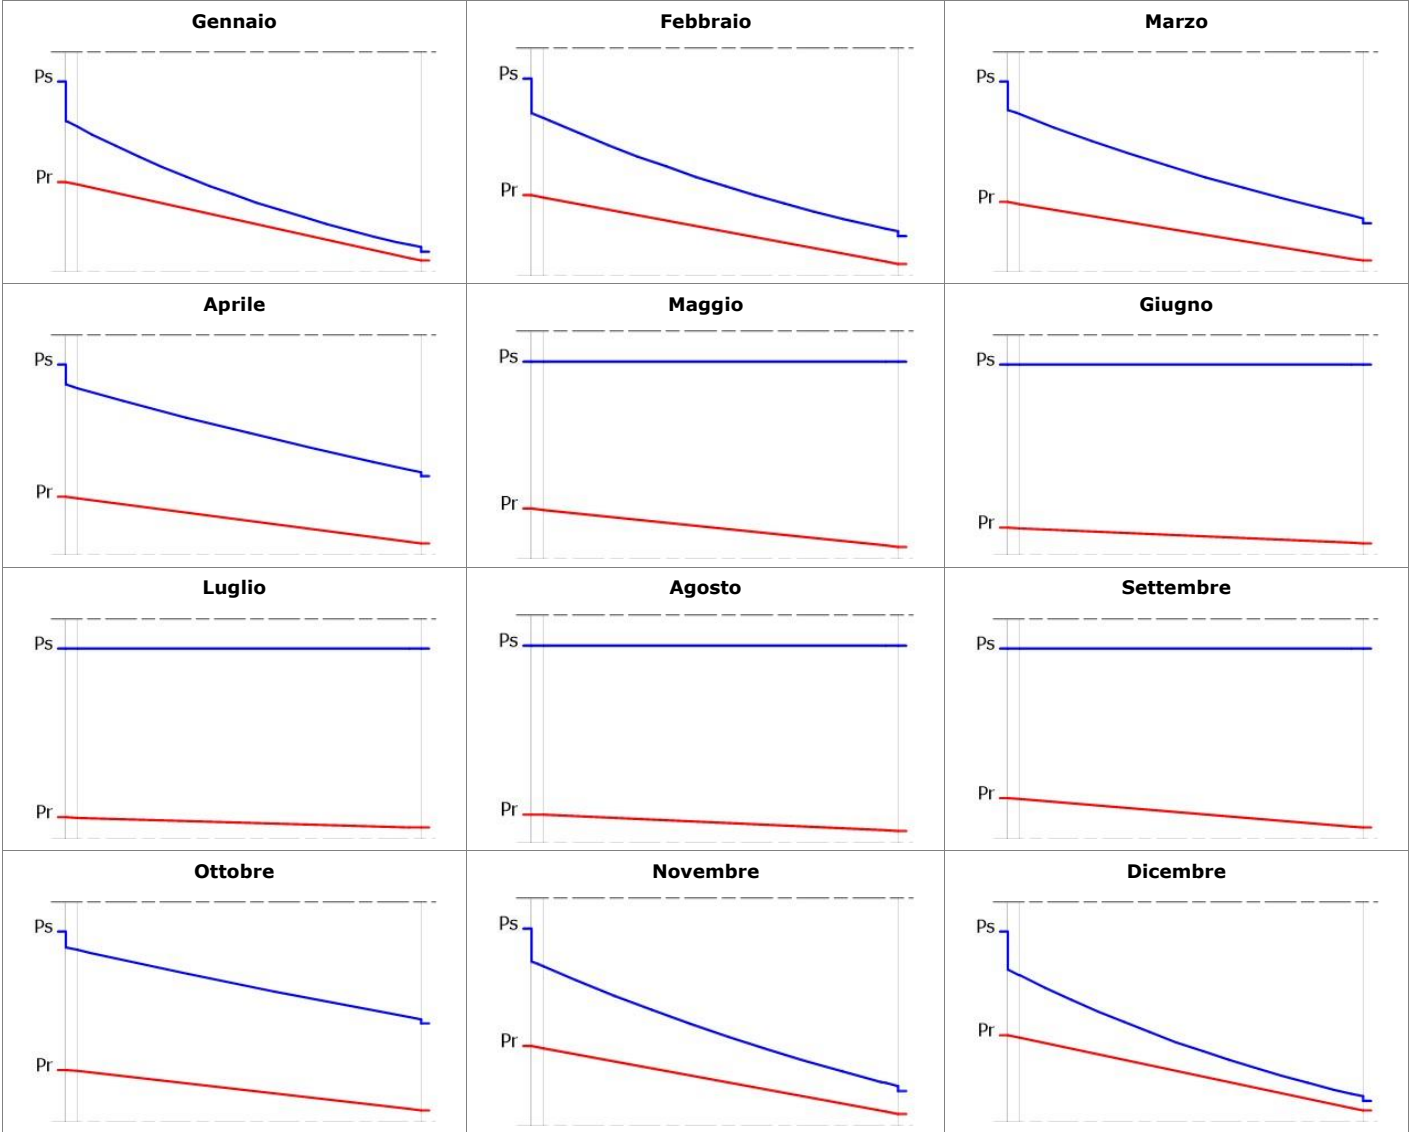 Gennaio Febbraio Marzo
Ps Ps Ps
Pr Pr Pr
Aprile Maggio Giugno
Ps Ps Ps
Pr Pr Pr
Luglio Agosto Settembre
Ps Ps Ps
Pr Pr Pr
Ottobre Novembre Dicembre
Ps Ps Ps
Pr Pr Pr